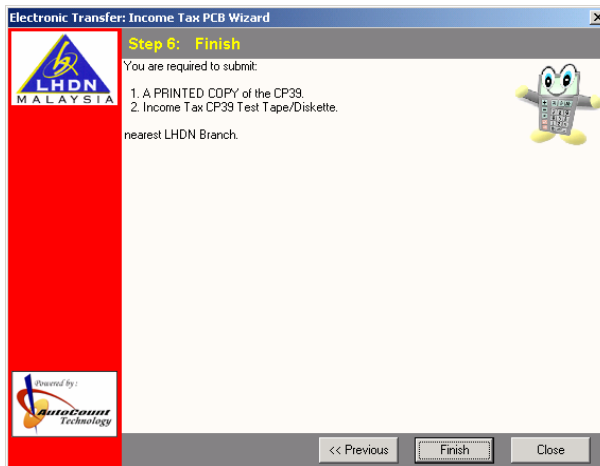 Electronic Transfer: Income Tax PCB Wizard
LHDN
MALAYSIA
Step 6: Finish
You are required to submit:
1. A PRINTED COPY of the CP39.
2. Income Tax CP39 Test Tape/Diskette.
nearest LHDN Branch.
Powered by :
AutoCount
Technology
<< Previous
Finish
Close